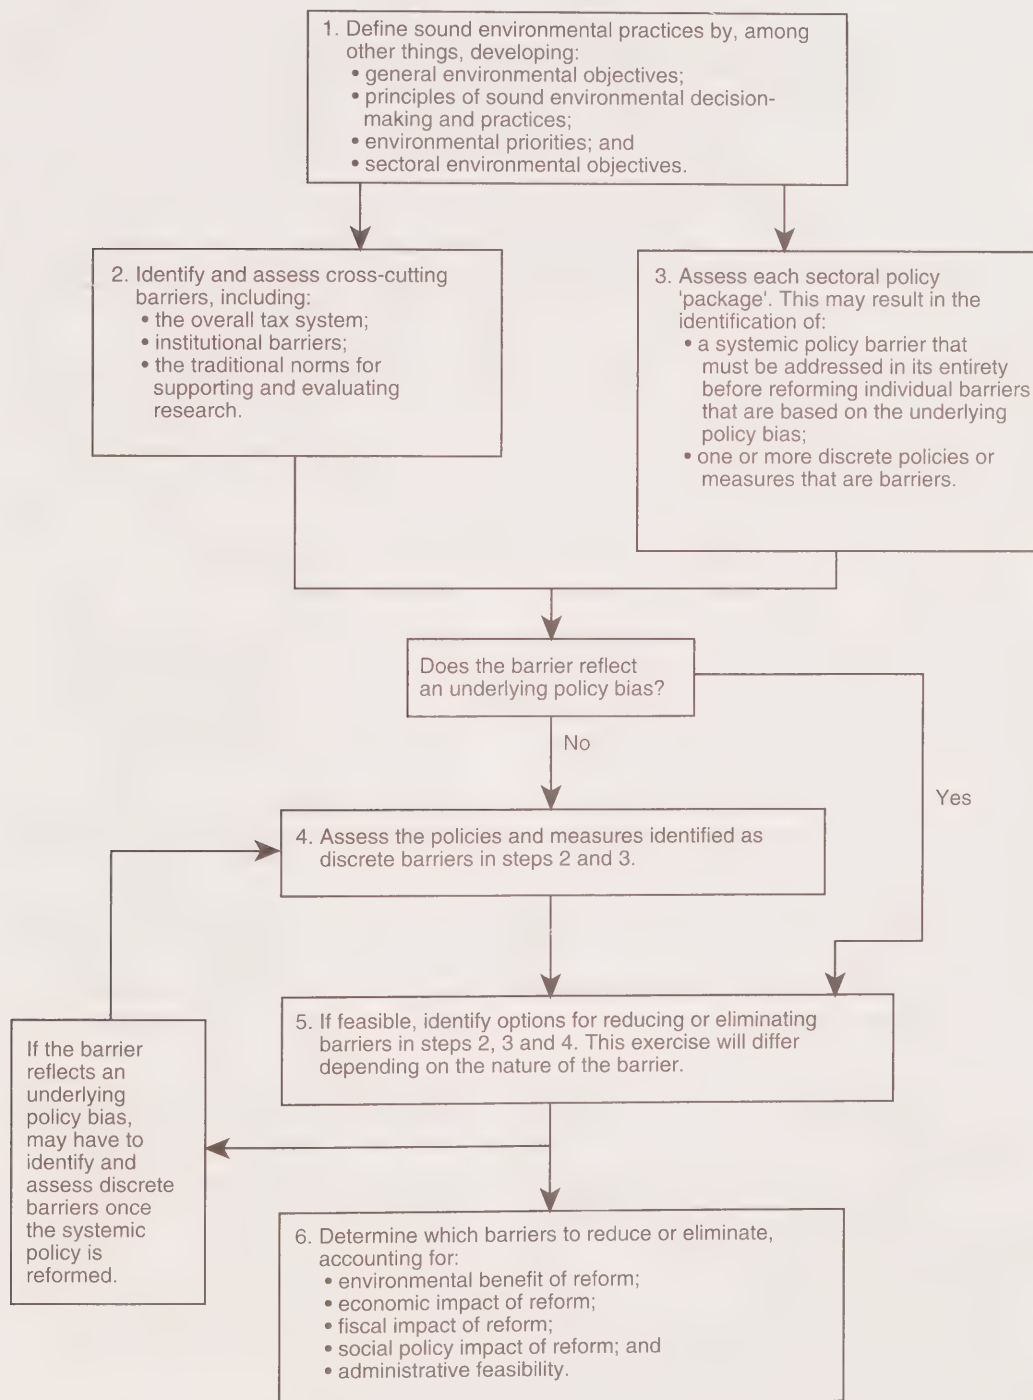 1. Define sound environmental practices by, among
other things, developing:
• general environmental objectives;
• principles of sound environmental decision-
making and practices;
• environmental priorities; and
• sectoral environmental objectives.
2. Identify and assess cross-cutting
barriers, including:
• the overall tax system;
• institutional barriers;
• the traditional norms for
supporting and evaluating
research.
3. Assess each sectoral policy
'package'. This may result in the
identification of:
• a systemic policy barrier that
must be addressed in its entirety
before reforming individual barriers
that are based on the underlying
policy bias;
• one or more discrete policies or
measures that are barriers.
Does the barrier reflect
an underlying policy bias?
No
Yes
4. Assess the policies and measures identified as
discrete barriers in steps 2 and 3.
5. If feasible, identify options for reducing or eliminating
barriers in steps 2, 3 and 4. This exercise will differ
depending on the nature of the barrier.
If the barrier
reflects an
underlying
policy bias,
may have to
identify and
assess discrete
barriers once
the systemic
policy is
reformed.
6. Determine which barriers to reduce or eliminate,
accounting for:
• environmental benefit of reform;
• economic impact of reform;
• fiscal impact of reform;
• social policy impact of reform; and
• administrative feasibility.